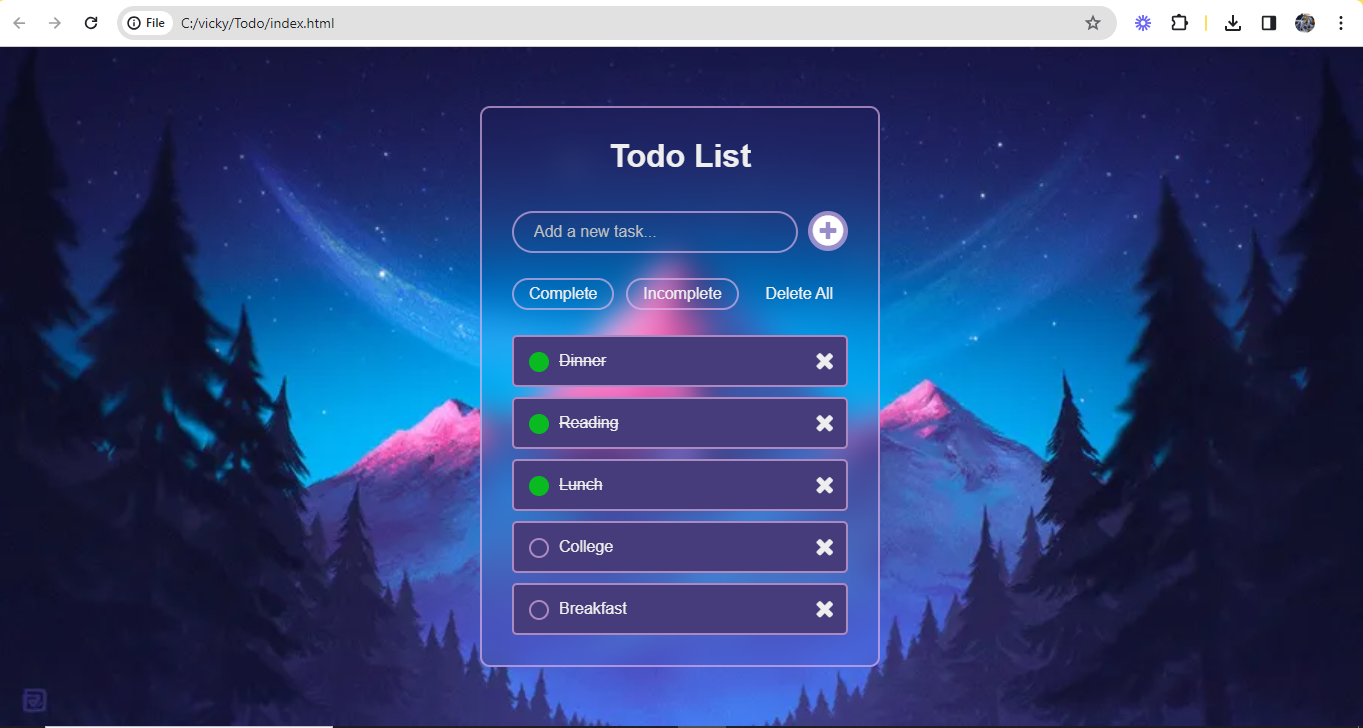 File C:/vicky/Todo/index.html
Todo List
Add a new task...
Complete Incomplete Delete All
Dinner
Reading
Lunch
College
Breakfast